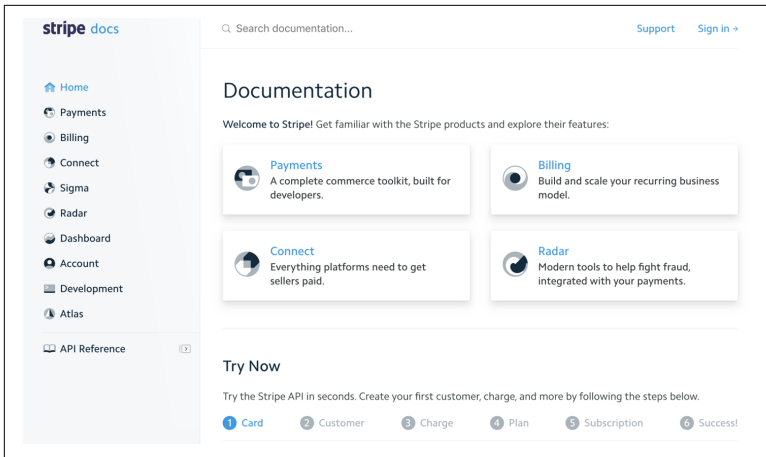 stripe docs
Search documentation...
Support
Sign in →
Home
Payments
Billing
Connect
Sigma
Radar
Dashboard
Account
Development
Atlas
API Reference
Documentation
Welcome to Stripe! Get familiar with the Stripe products and explore their features:
Payments
A complete commerce toolkit, built for
developers.
Billing
Build and scale your recurring business
model.
Connect
Everything platforms need to get
sellers paid.
Radar
Modern tools to help fight fraud,
integrated with your payments.
Try Now
Try the Stripe API in seconds. Create your first customer, charge, and more by following the steps below.
1 Card
2 Customer
3 Charge
4 Plan
5 Subscription
6 Success!